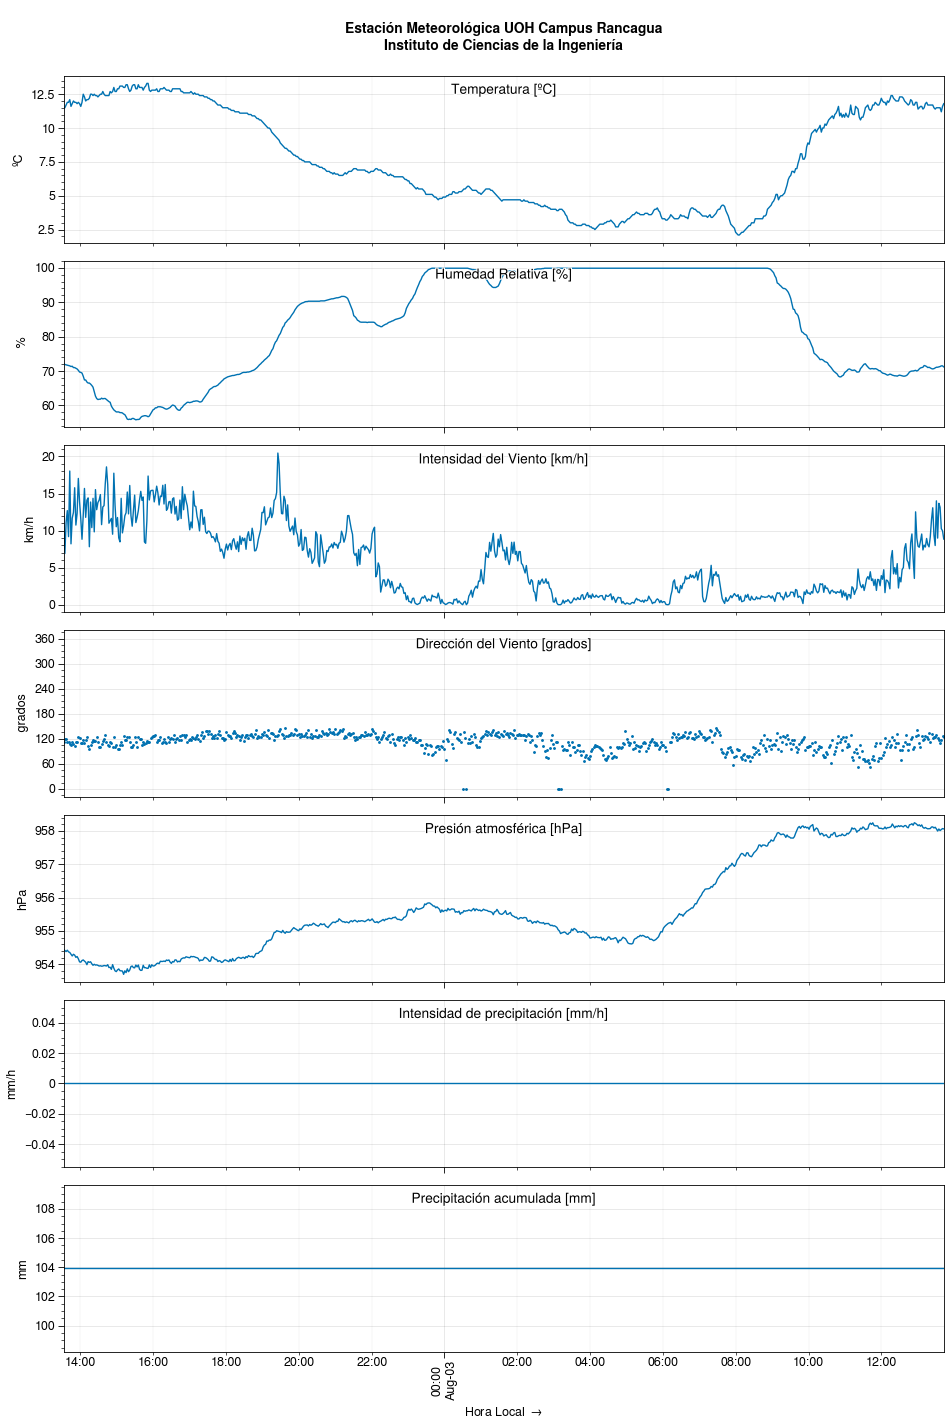 Estación Meteorológica UOH Campus Rancagua
Instituto de Ciencias de la Ingeniería
Temperatura [ºC]
ºC
12.5
10
7.5
5
2.5
Humedad Relativa [%]
%
100
90
80
70
60
Intensidad del Viento [km/h]
km/h
20
15
10
5
0
Dirección del Viento [grados]
grados
360
300
240
180
120
60
0
Presión atmosférica [hPa]
hPa
958
957
956
955
954
Intensidad de precipitación [mm/h]
mm/h
0.04
0.02
0
−0.02
−0.04
Precipitación acumulada [mm]
mm
108
106
104
102
100
14:00 16:00 18:00 20:00 22:00 00:00 02:00 04:00 06:00 08:00 10:00 12:00
Aug-03
Hora Local →